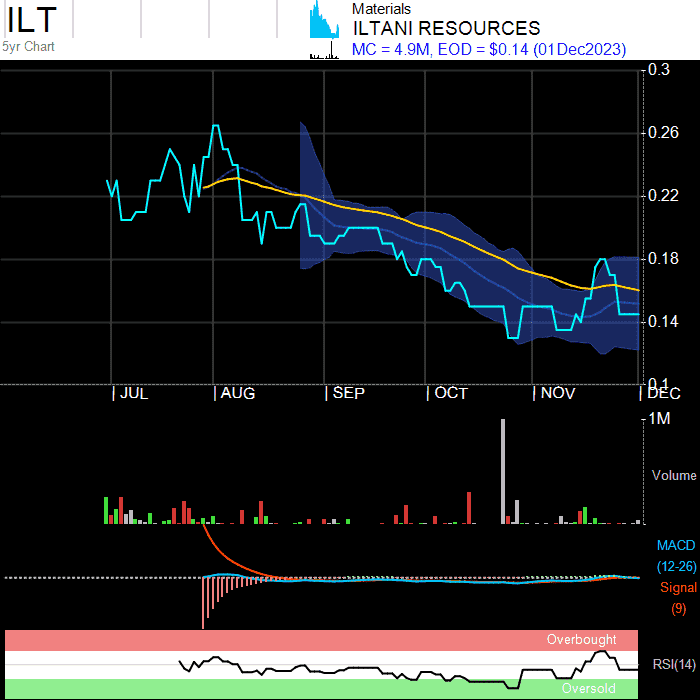 ILT
5yr Chart
Materials
ILTANI RESOURCES
MC = 4.9M, EOD = $0.14 (01Dec2023)
0.3
0.26
0.22
0.18
0.14
0.1
JUL
AUG
SEP
OCT
NOV
DEC
1M
Volume
MACD
(12-26)
Signal
(9)
Overbought
RSI(14)
Oversold